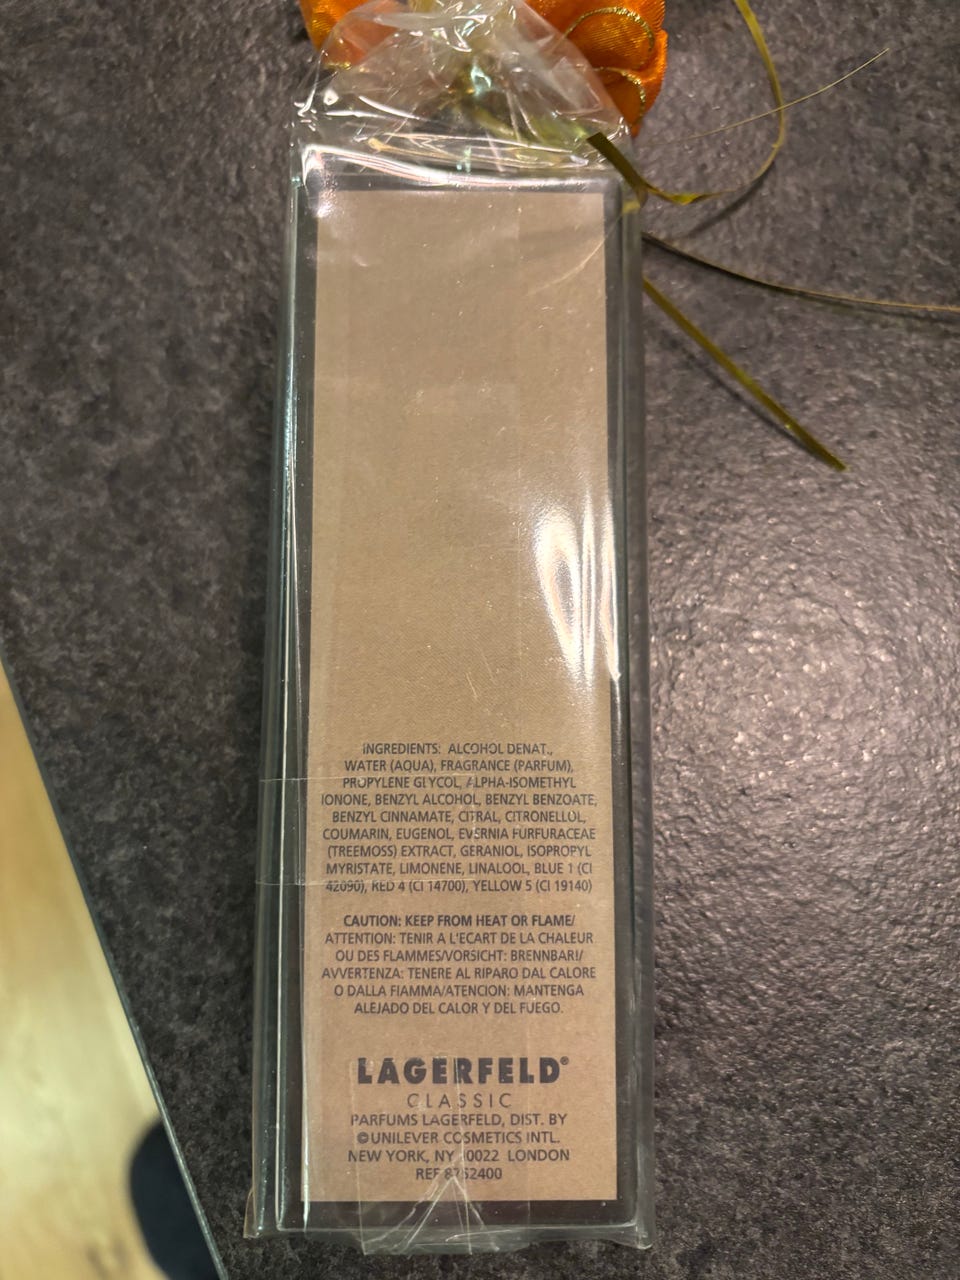 INGREDIENTS: ALCOHOL DENAT.,
WATER (AQUA), FRAGRANCE (PARFUM),
PROPYLENE GLYCOL, ALPHA-ISOMETHYL
IONONE, BENZYL ALCOHOL, BENZYL BENZOATE,
BENZYL CINNAMATE, CITRAL, CITRONELLOL,
COUMARIN, EUGENOL, EVERNIA FURFURACEAE
(TREEMOSS) EXTRACT, GERANIOL, ISOPROPYL
MYRISTATE, LIMONENE, LINALOOL, BLUE 1 (CI
42090), RED 4 (CI 14700), YELLOW 5 (CI 19140)
CAUTION: KEEP FROM HEAT OR FLAME/
ATTENTION: TENIR A L'ECART DE LA CHALEUR
OU DES FLAMMES/VORSICHT: BRENNBAR!/
AVVERTENZA: TENERE AL RIPARO DAL CALORE
O DALLA FIAMMA/ATENCION: MANTENGA
ALEJADO DEL CALOR Y DEL FUEGO.
LAGERFELD®
CLASSIC
PARFUMS LAGERFELD, DIST. BY
©UNILEVER COSMETICS INTL.
NEW YORK, NY 10022 LONDON
REF